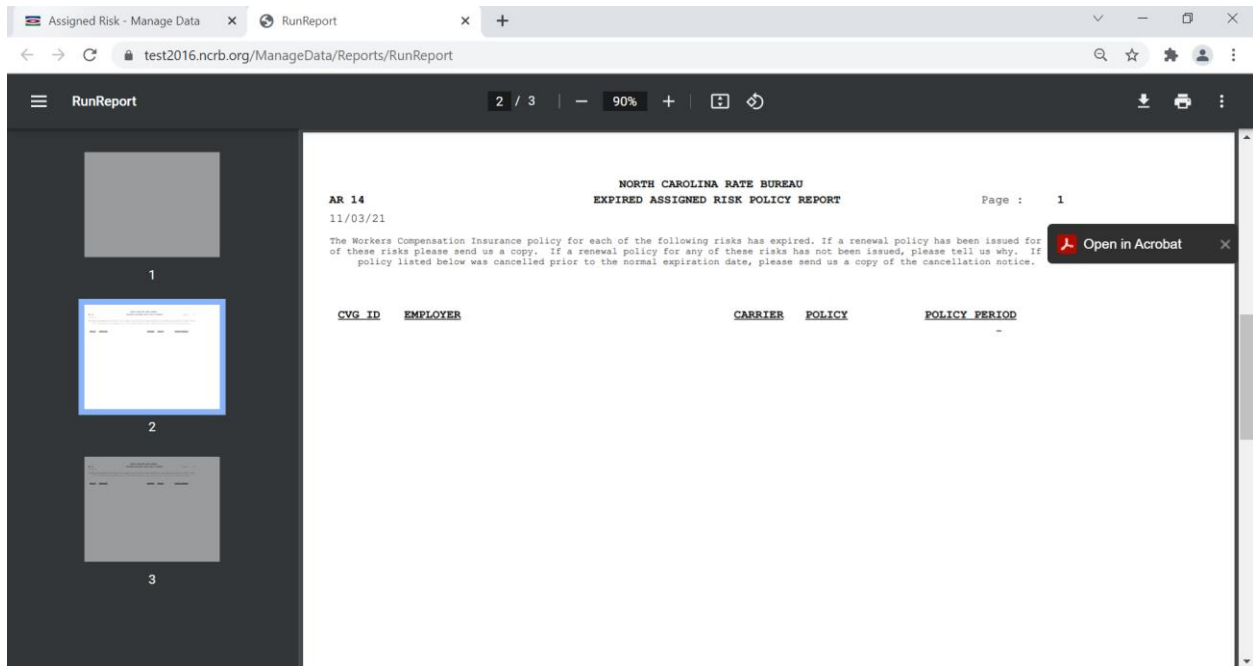 Assigned Risk - Manage Data
RunReport
test2016.ncrb.org/ManageData/Reports/RunReport
RunReport
2 / 3
90%
1
2
3
NORTH CAROLINA RATE BUREAU
AR 14 EXPIRED ASSIGNED RISK POLICY REPORT Page : 1
11/03/21
The Workers Compensation Insurance policy for each of the following risks has expired. If a renewal policy has been issued for
of these risks please send us a copy. If a renewal policy for any of these risks has not been issued, please tell us why. If
policy listed below was cancelled prior to the normal expiration date, please send us a copy of the cancellation notice.
Open in Acrobat
CVG ID EMPLOYER CARRIER POLICY POLICY PERIOD
-